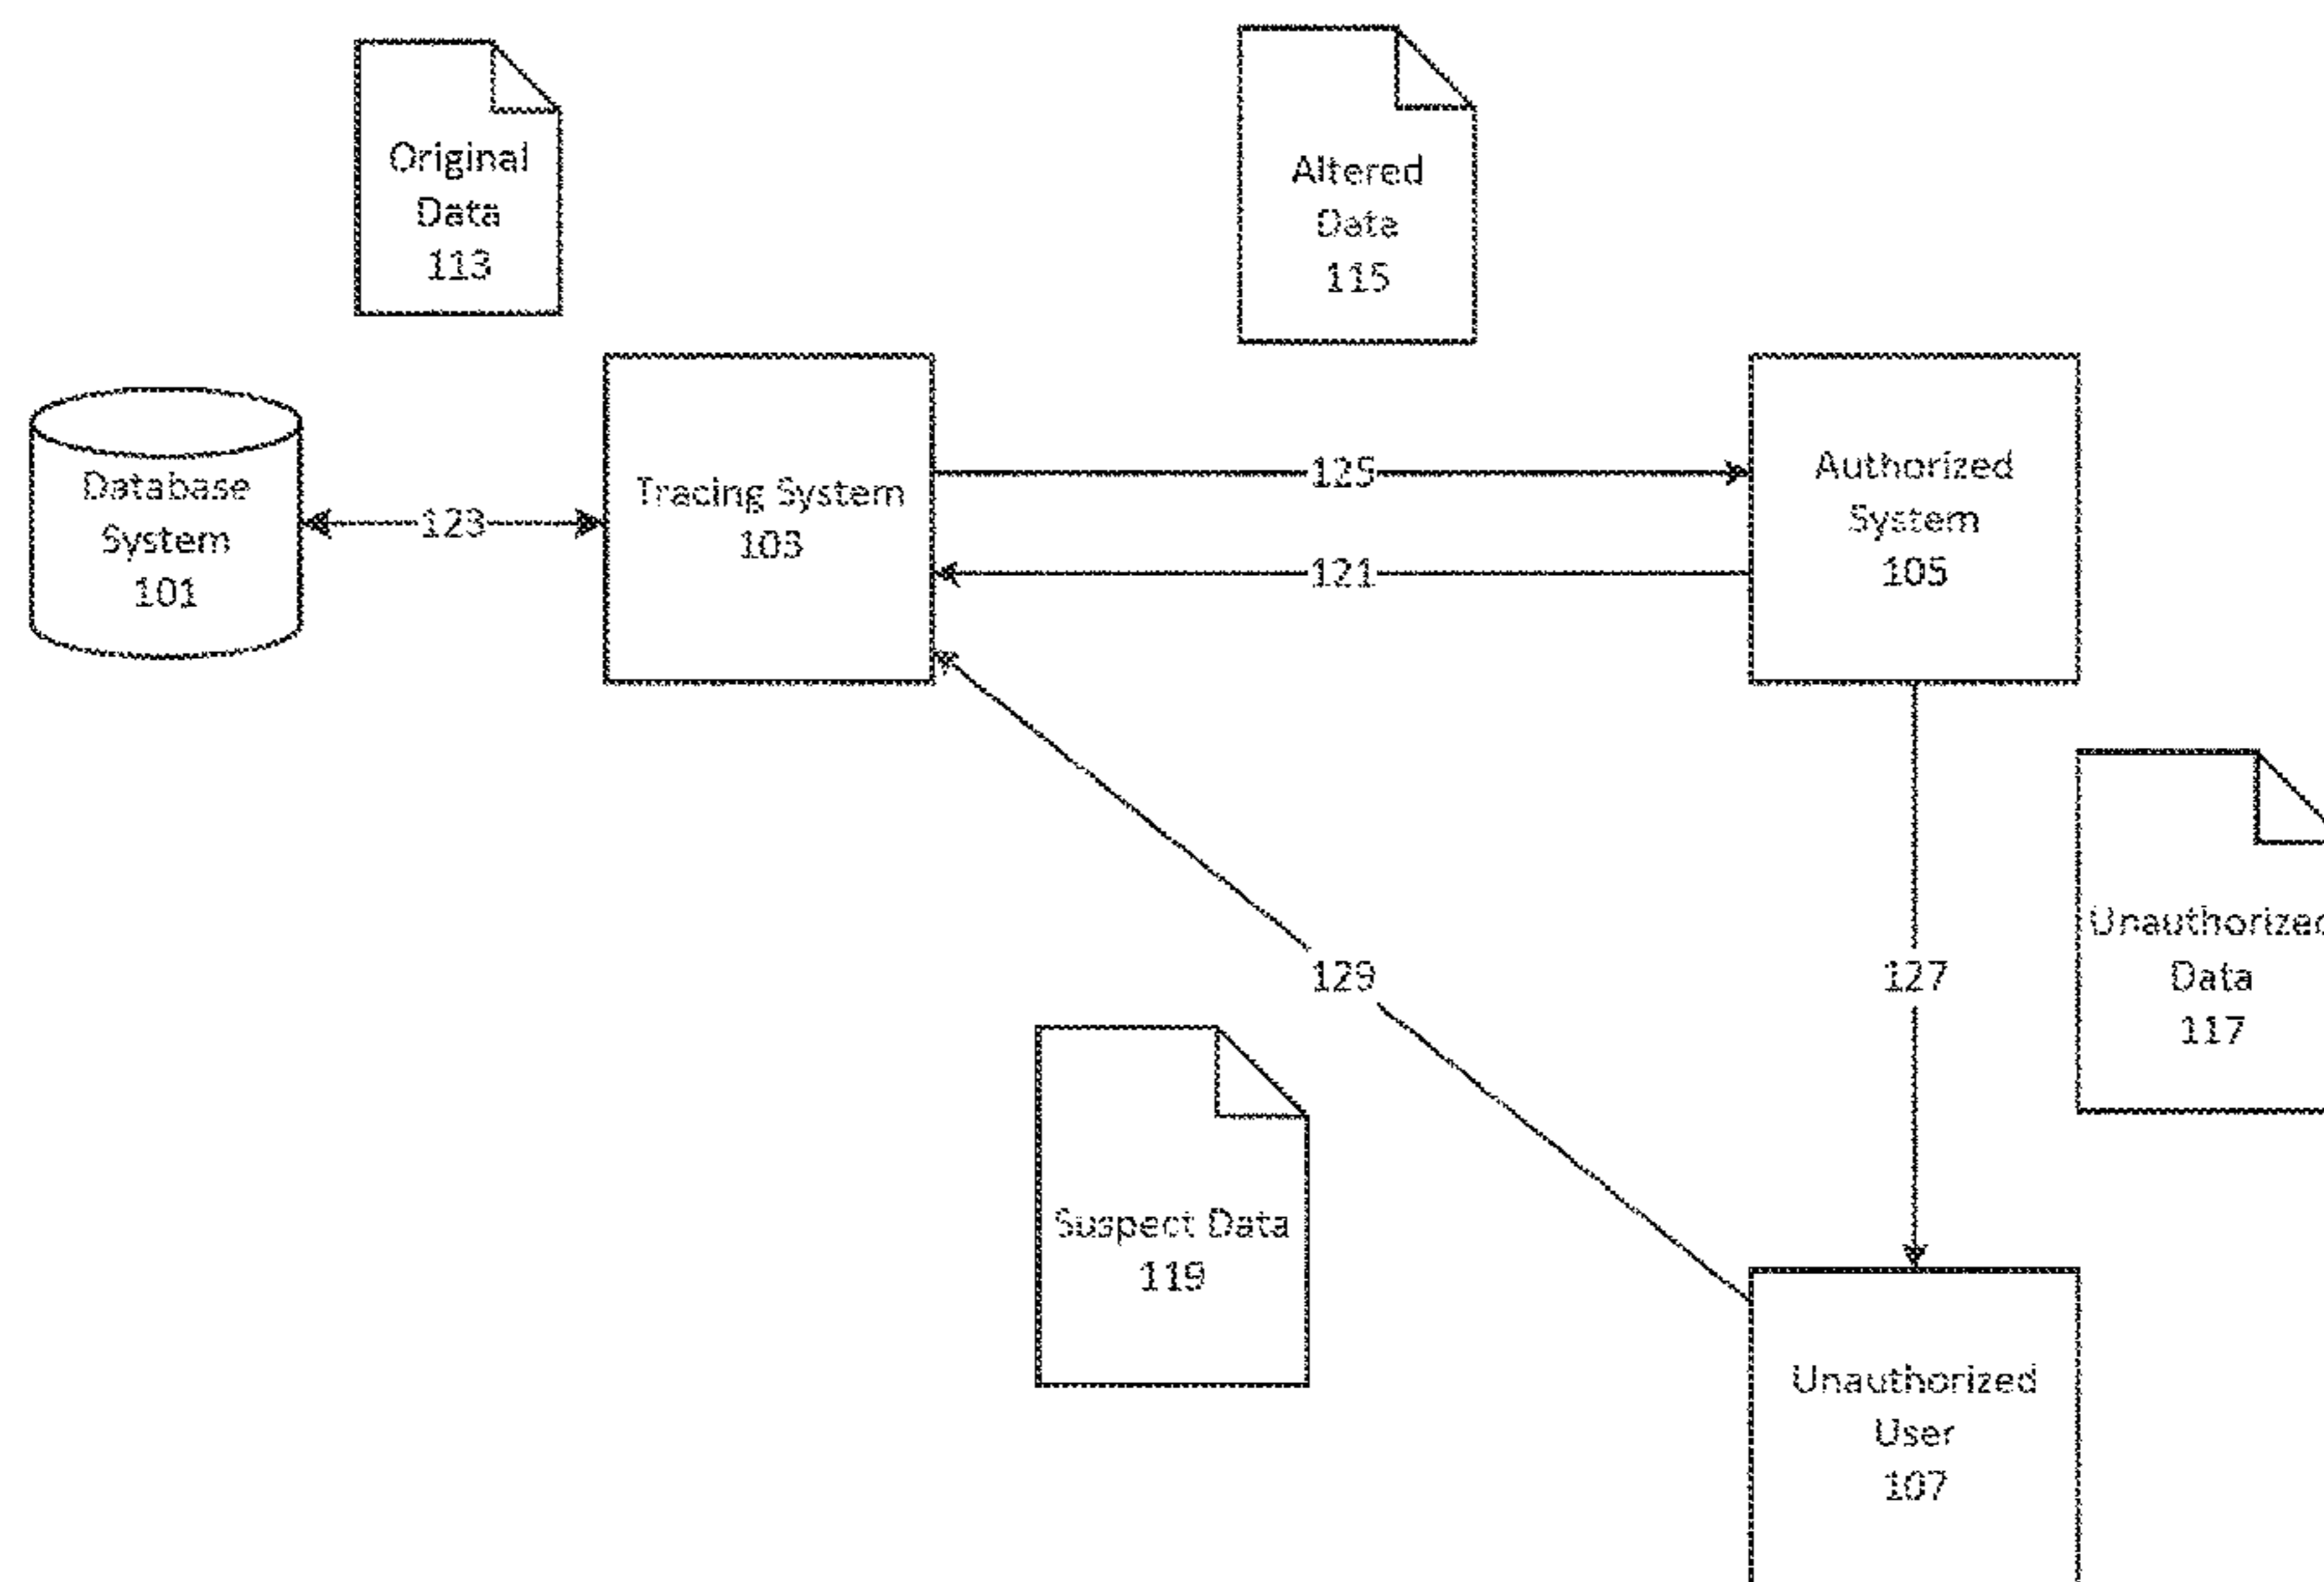 Original
Data
113
Altered
Data
115
Database
System
101
123
Tracing System
103
125
121
Authorized
System
105
129
127
Unauthorized
Data
117
Suspect Data
119
Unauthorized
User
107